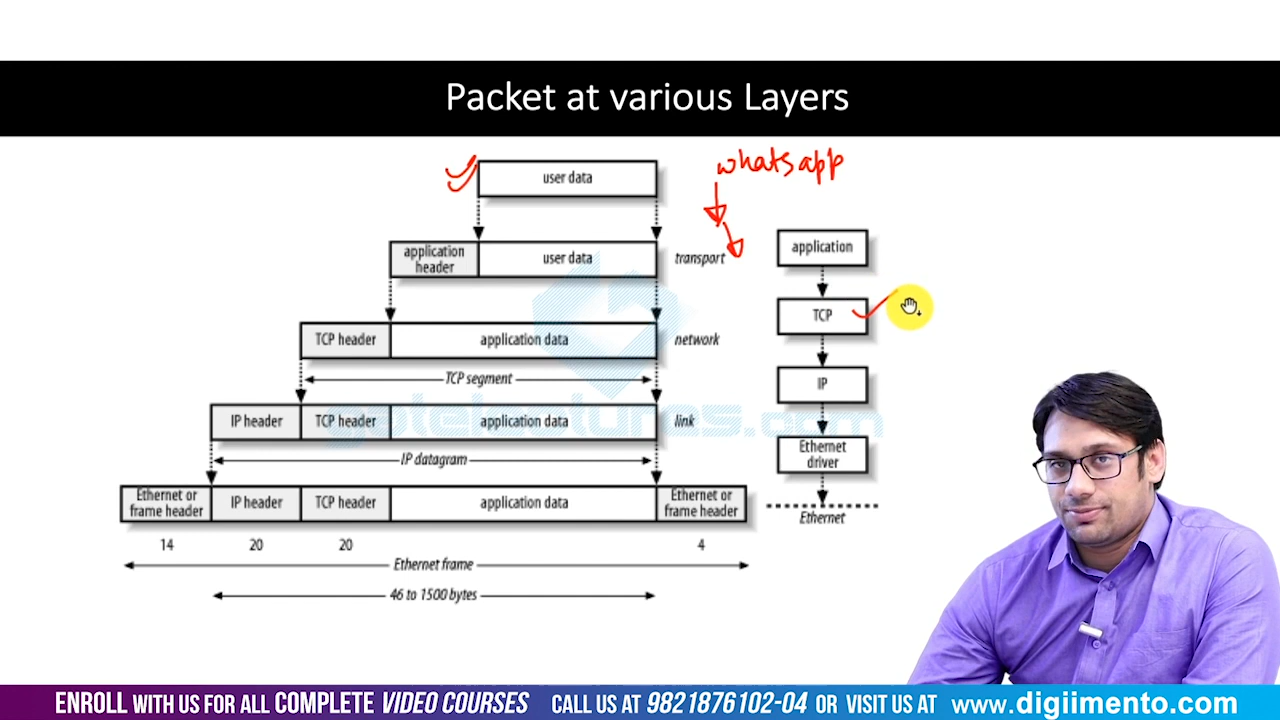 Packet at various Layers
whatsapp
user data
application header
user data
transport
application
TCP header
application data
network
TCP
TCP segment
IP
IP header
TCP header
application data
link
IP datagram
Ethernet driver
Ethernet or frame header
IP header
TCP header
application data
Ethernet or frame header
Ethernet
14
20
20
4
Ethernet frame
46 to 1500 bytes
ENROLL WITH US FOR ALL COMPLETE VIDEO COURSES CALL US AT 9821876102-04 OR VISIT US AT www.digiimento.com